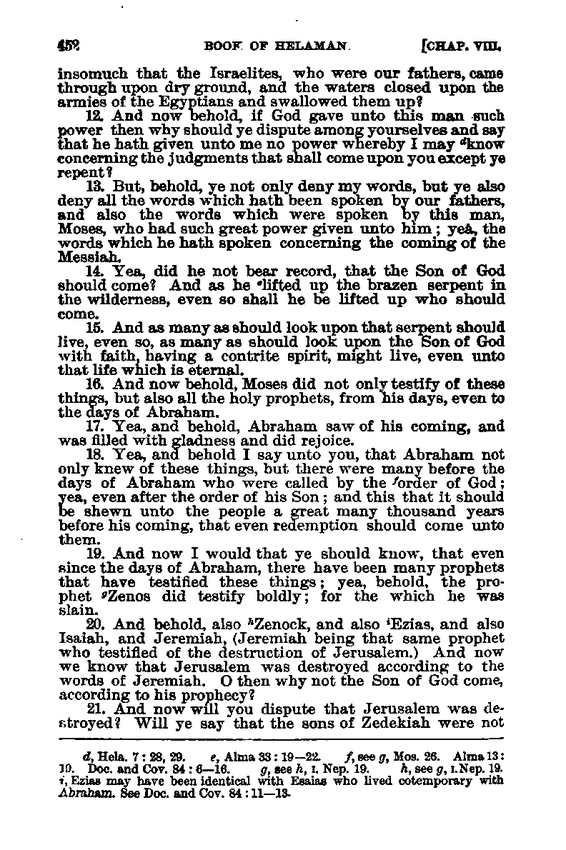 452 BOOK OF HELAMAN. [CHAP. VIII.
insomuch that the Israelites, who were our fathers, came
through upon dry ground, and the waters closed upon the
armies of the Egyptians and swallowed them up?
12. And now behold, if God gave unto this man such
power then why should ye dispute among yourselves and say
that he hath given unto me no power whereby I may ᵈknow
concerning the judgments that shall come upon you except ye
repent?
13. But, behold, ye not only deny my words, but ye also
deny all the words which hath been spoken by our fathers,
and also the words which were spoken by this man,
Moses, who had such great power given unto him; yea, the
words which he hath spoken concerning the coming of the
Messiah.
14. Yea, did he not bear record, that the Son of God
should come? And as he ᵉlifted up the brazen serpent in
the wilderness, even so shall he be lifted up who should
come.
15. And as many as should look upon that serpent should
live, even so, as many as should look upon the Son of God
with faith, having a contrite spirit, might live, even unto
that life which is eternal.
16. And now behold, Moses did not only testify of these
things, but also all the holy prophets, from his days, even to
the days of Abraham.
17. Yea, and behold, Abraham saw of his coming, and
was filled with gladness and did rejoice.
18. Yea, and behold I say unto you, that Abraham not
only knew of these things, but there were many before the
days of Abraham who were called by the ᶠorder of God;
yea, even after the order of his Son; and this that it should
be shewn unto the people a great many thousand years
before his coming, that even redemption should come unto
them.
19. And now I would that ye should know, that even
since the days of Abraham, there have been many prophets
that have testified these things; yea, behold, the pro-
phet ᵍZenos did testify boldly; for the which he was
slain.
20. And behold, also ʰZenock, and also ⁱEzias, and also
Isaiah, and Jeremiah, (Jeremiah being that same prophet
who testified of the destruction of Jerusalem.) And now
we know that Jerusalem was destroyed according to the
words of Jeremiah. O then why not the Son of God come,
according to his prophecy?
21. And now will you dispute that Jerusalem was de-
stroyed? Will ye say that the sons of Zedekiah were not
d, Hela. 7: 28, 29. e, Alma 33: 19—22. f, see g, Mos. 26. Alma 13:
10. Doc. and Cov. 84: 6—16. g, see h, I. Nep. 19. h, see g, I. Nep. 19.
i, Ezias may have been identical with Esaias who lived cotemporary with
Abraham. See Doc. and Cov. 84: 11—13.